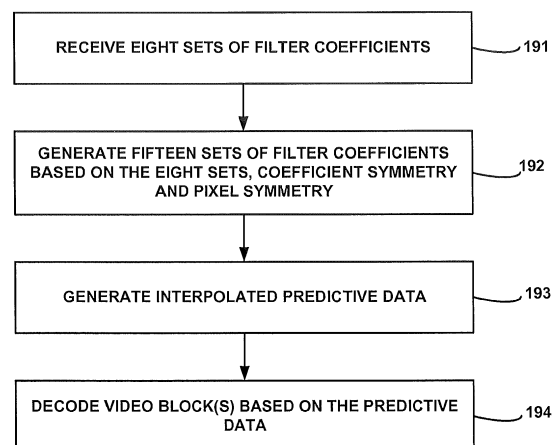 RECEIVE EIGHT SETS OF FILTER COEFFICIENTS
191
GENERATE FIFTEEN SETS OF FILTER COEFFICIENTS
BASED ON THE EIGHT SETS, COEFFICIENT SYMMETRY
AND PIXEL SYMMETRY
192
GENERATE INTERPOLATED PREDICTIVE DATA
193
DECODE VIDEO BLOCK(S) BASED ON THE PREDICTIVE
DATA
194